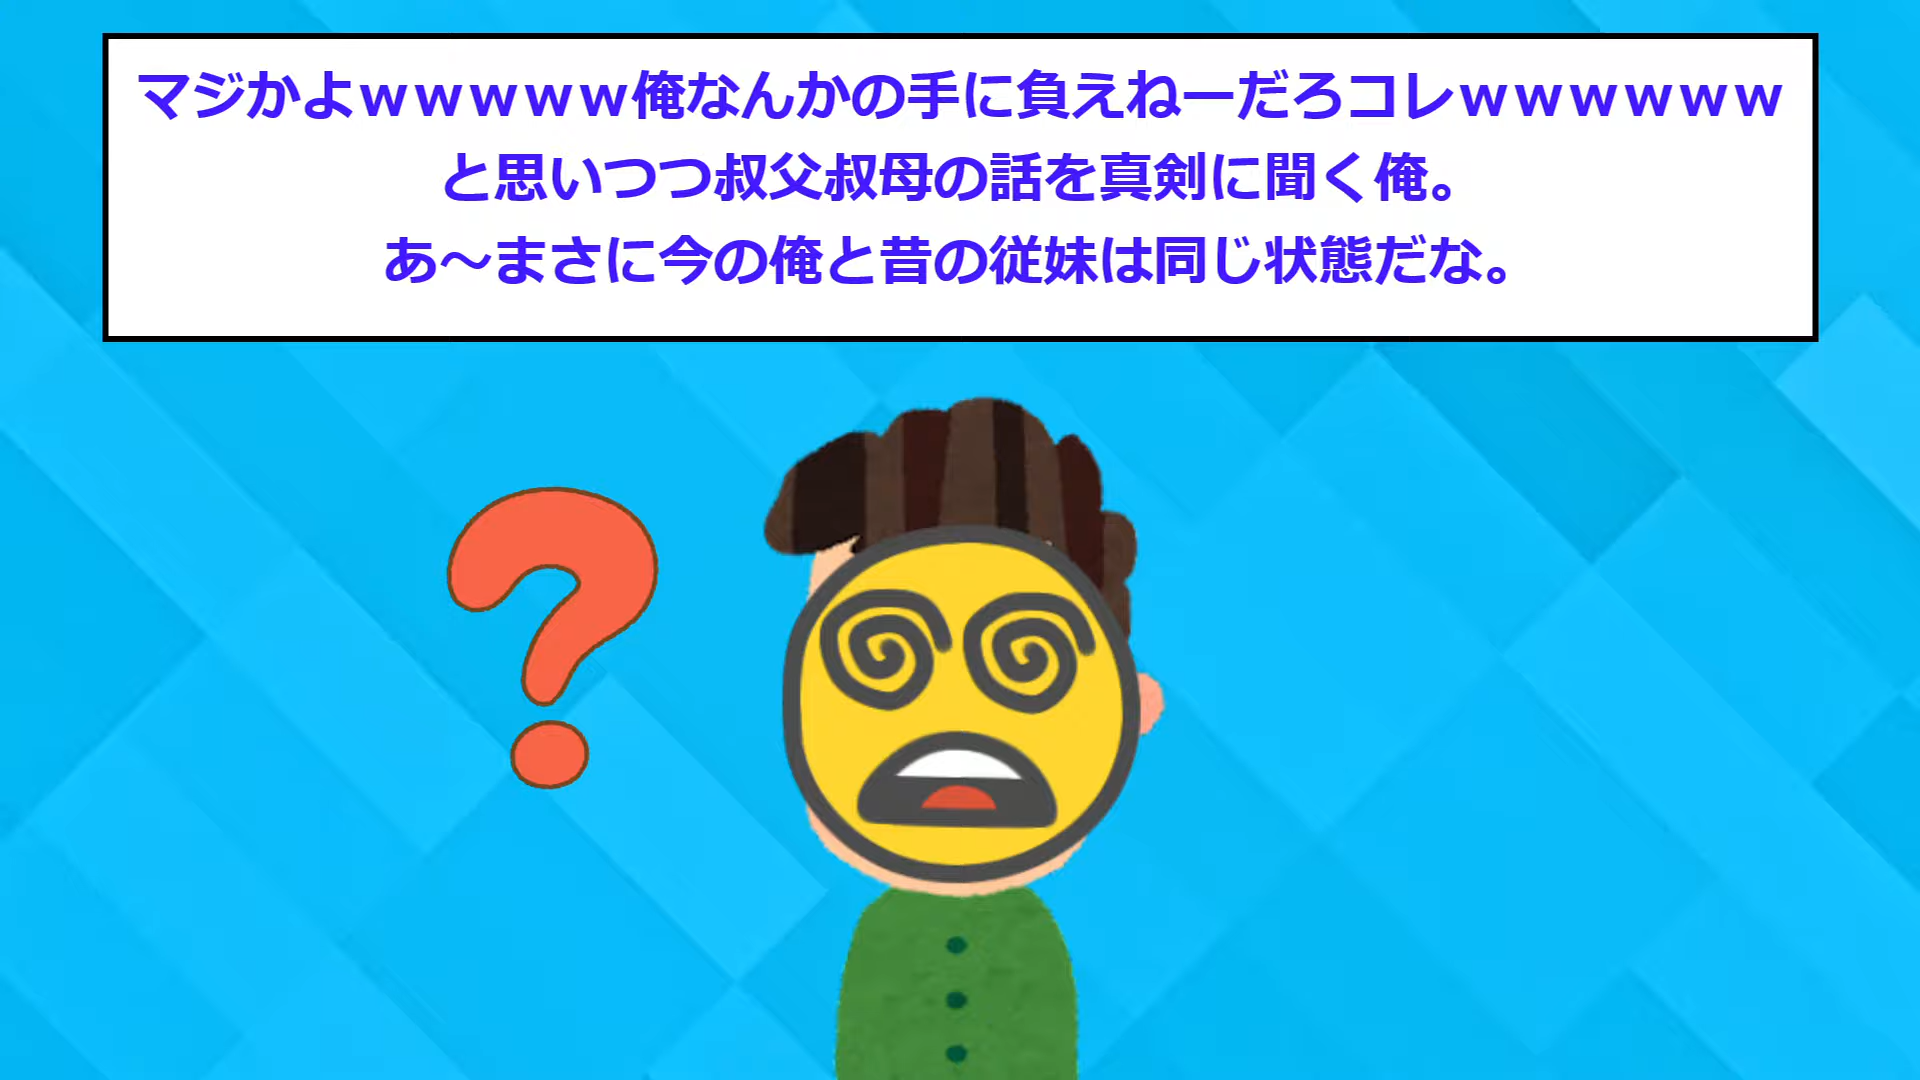 マジかよｗｗｗｗｗ俺なんかの手に負えねーだろコレｗｗｗｗｗｗ
と思いつつ叔父叔母の話を真剣に聞く俺。
あ～まさに今の俺と昔の従妹は同じ状態だな。